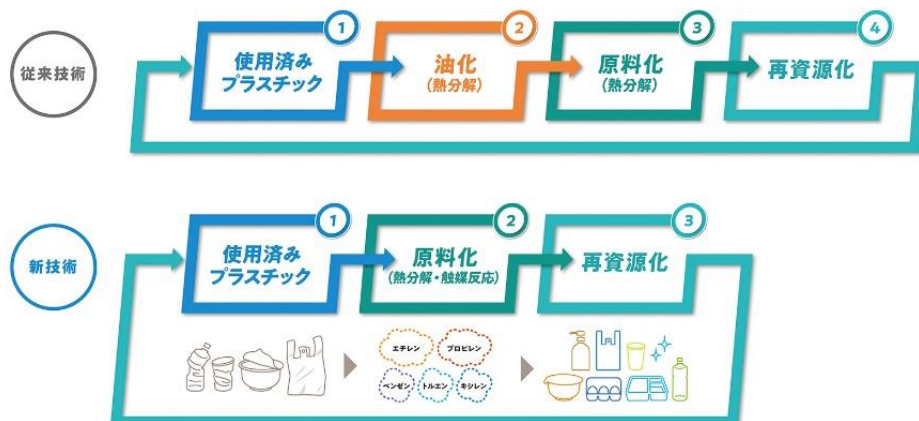 従来技術
1
使用済み
プラスチック
2
油化
(熱分解)
3
原料化
(熱分解)
4
再資源化
新技術
1
使用済み
プラスチック
2
原料化
(熱分解・触媒反応)
3
再資源化
エチレン
プロピレン
ベンゼン
トルエン
キシレン